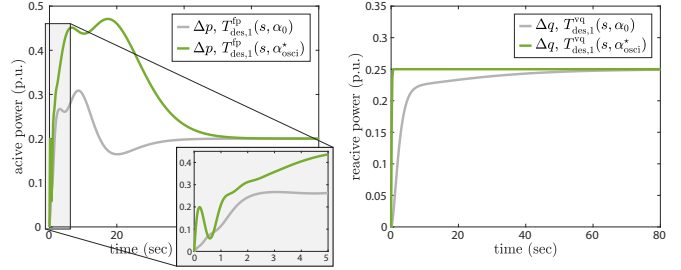 0.5
0.4
0.3
0.2
0.1
0
acive power (p.u.)
Δp, T^fp_des,1(s, α_0)
Δp, T^fp_des,1(s, α*_osci)
0
20
time (sec)
0.4
0.3
0.2
0.1
0
0 1 2 3 4 5
0.35
0.3
0.25
0.2
0.15
0.1
0.05
0
reacive power (p.u.)
Δq, T^vq_des,1(s, α_0)
Δq, T^vq_des,1(s, α*_osci)
0 20 40 60 80
time (sec)